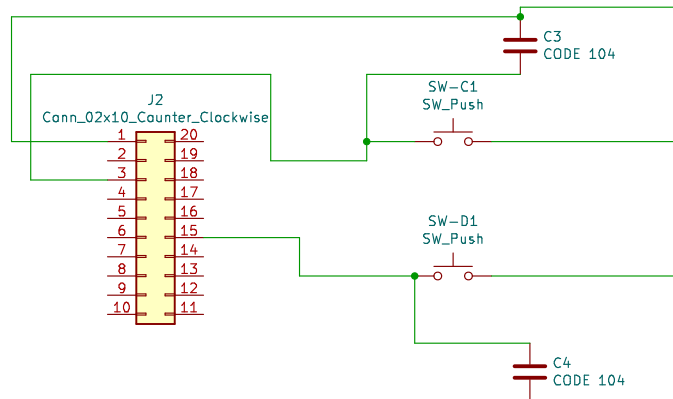 C3
CODE 104
SW-C1
SW_Push
J2
Conn_02x10_Counter_Clockwise
1 20
2 19
3 18
4 17
5 16
6 15
7 14
8 13
9 12
10 11
SW-D1
SW_Push
C4
CODE 104